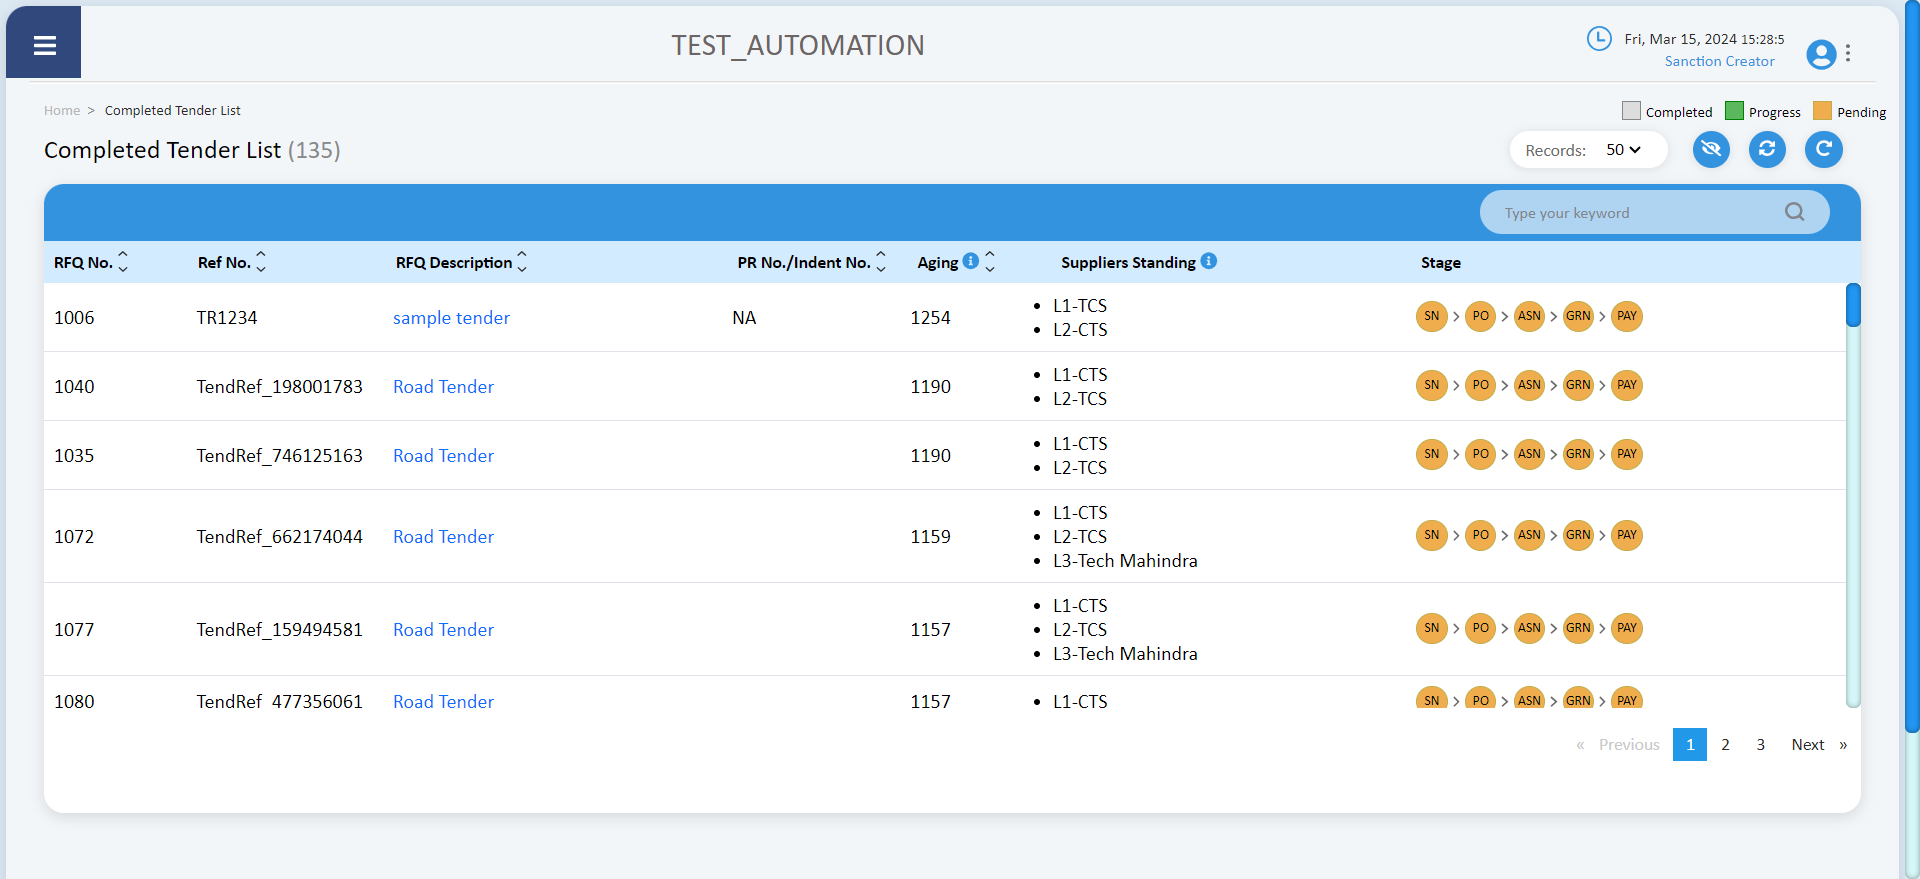 TEST_AUTOMATION
Fri, Mar 15, 2024 15:28:5
Sanction Creator
Home > Completed Tender List
Completed Progress Pending
Completed Tender List (135)
Records: 50
Type your keyword
RFQ No. Ref No. RFQ Description PR No./Indent No. Aging Suppliers Standing Stage
1006 TR1234 sample tender NA 1254 SN > PO > ASN > GRN > PAY
• L1-TCS
• L2-CTS
1040 TendRef_198001783 Road Tender 1190 SN > PO > ASN > GRN > PAY
• L1-CTS
• L2-TCS
1035 TendRef_746125163 Road Tender 1190 SN > PO > ASN > GRN > PAY
• L1-CTS
• L2-TCS
1072 TendRef_662174044 Road Tender 1159 SN > PO > ASN > GRN > PAY
• L1-CTS
• L2-TCS
• L3-Tech Mahindra
1077 TendRef_159494581 Road Tender 1157 SN > PO > ASN > GRN > PAY
• L1-CTS
• L2-TCS
• L3-Tech Mahindra
1080 TendRef_477356061 Road Tender 1157 • L1-CTS SN > PO > ASN > GRN > PAY
« Previous 1 2 3 Next »